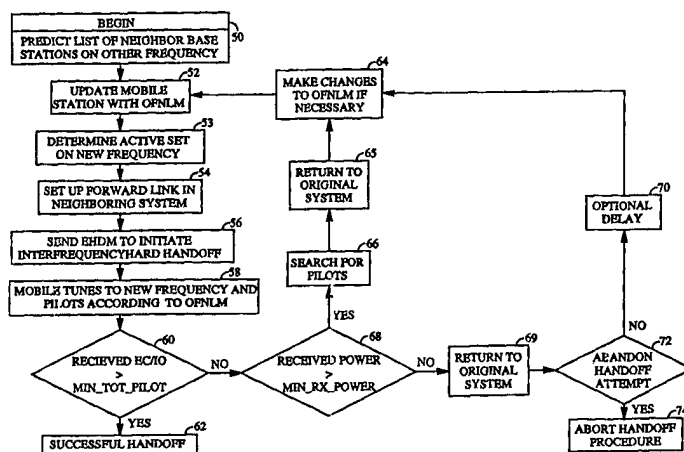 BEGIN
50
PREDICT LIST OF NEIGHBOR BASE
STATIONS ON OTHER FREQUENCY
52
UPDATE MOBILE
STATION WITH OFNLM
53
DETERMINE ACTIVE SET
ON NEW FREQUENCY
54
SET UP FORWARD LINK IN
NEIGHBORING SYSTEM
56
SEND EHDM TO INITIATE
INTERFREQUENCYHARD HANDOFF
58
MOBILE TUNES TO NEW FREQUENCY AND
PILOTS ACCORDING TO OFNLM
60
RECIEVED EC/IO
>
MIN_TOT_PILOT
NO
YES
62
SUCCESSFUL HANDOFF
64
MAKE CHANGES
TO OFNLM IF
NECESSARY
65
RETURN TO
ORIGINAL
SYSTEM
66
SEARCH FOR
PILOTS
YES
68
RECEIVED POWER
>
MIN_RX_POWER
NO
69
RETURN TO
ORIGINAL
SYSTEM
70
OPTIONAL
DELAY
NO
72
ABANDON
HANDOFF
ATTEMPT
YES
74
ABORT HANDOFF
PROCEDURE